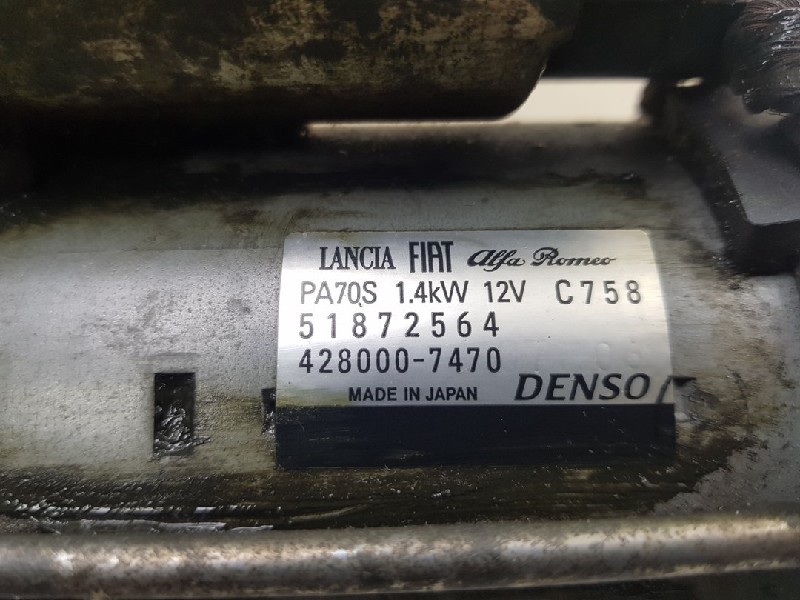 LANCIA FIAT Alfa Romeo
PA70S 1.4kW 12V C758
51872564
428000-7470
MADE IN JAPAN DENSO